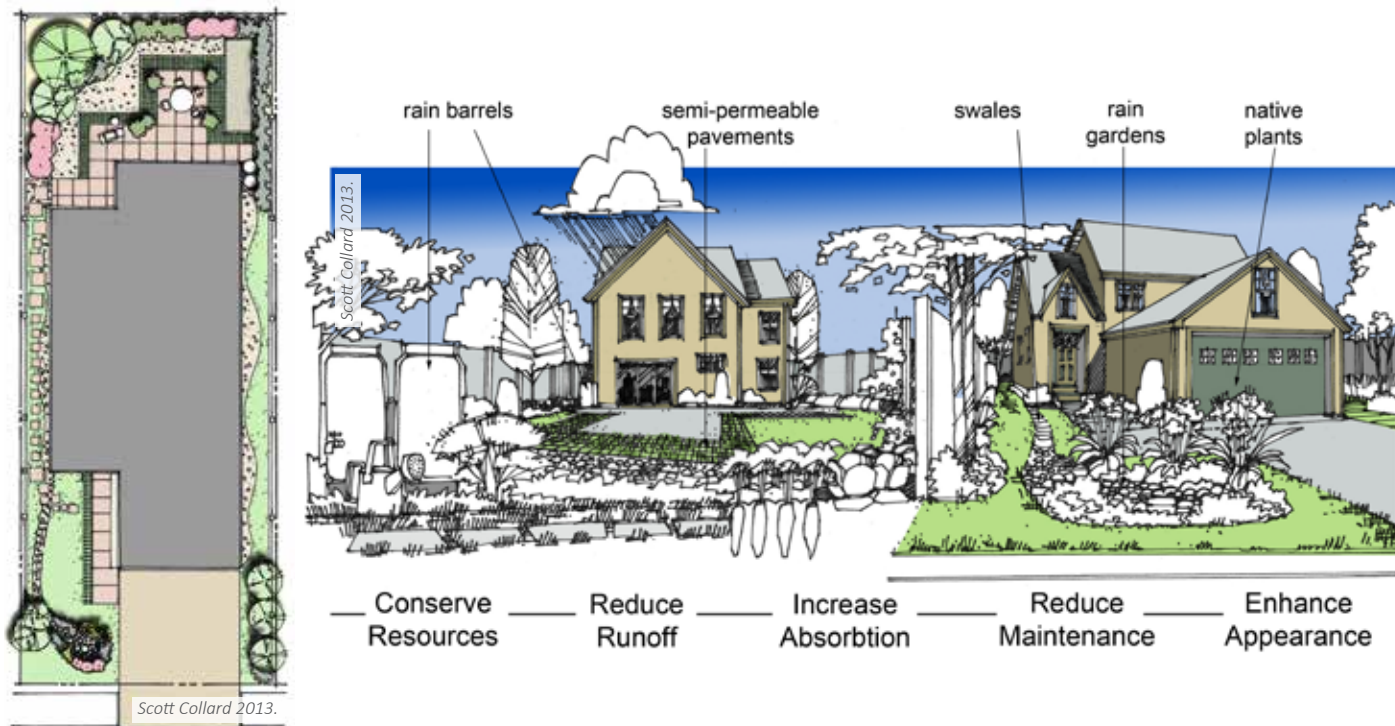 rain barrels
semi-permeable
pavements
swales
rain
gardens
native
plants
Scott Collard 2013.
Conserve
Resources
Reduce
Runoff
Increase
Absorbtion
Reduce
Maintenance
Enhance
Appearance
Scott Collard 2013.